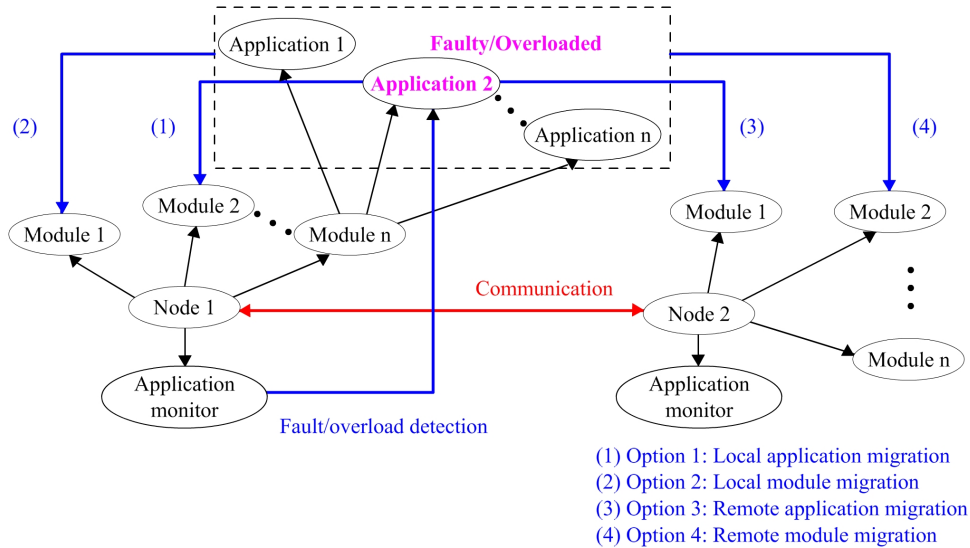 Application 1
Faulty/Overloaded
Application 2
Application n
(2)
(1)
(3)
(4)
Module 1
Module 2
Module n
Module 1
Module 2
Node 1
Communication
Node 2
Module n
Application
monitor
Fault/overload detection
Application
monitor
(1) Option 1: Local application migration
(2) Option 2: Local module migration
(3) Option 3: Remote application migration
(4) Option 4: Remote module migration